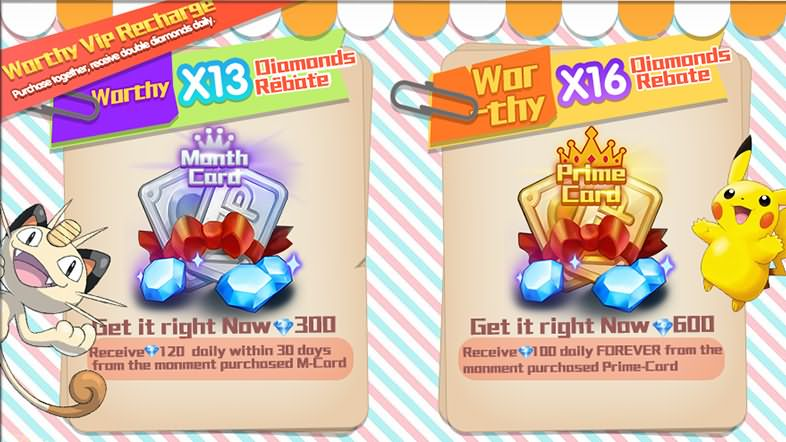 Worthy Vip Recharge
Purchase together, receive double diamonds daily.
Worthy
X13
Diamonds
Rebate
Month
Card
Get it right Now 300
Receive 120 daily within 30 days
from the monment purchased M-Card
Wor
-thy
X16
Diamonds
Rebate
Prime
Card
Get it right Now 600
Receive 100 daily FOREVER from the
monment purchased Prime-Card